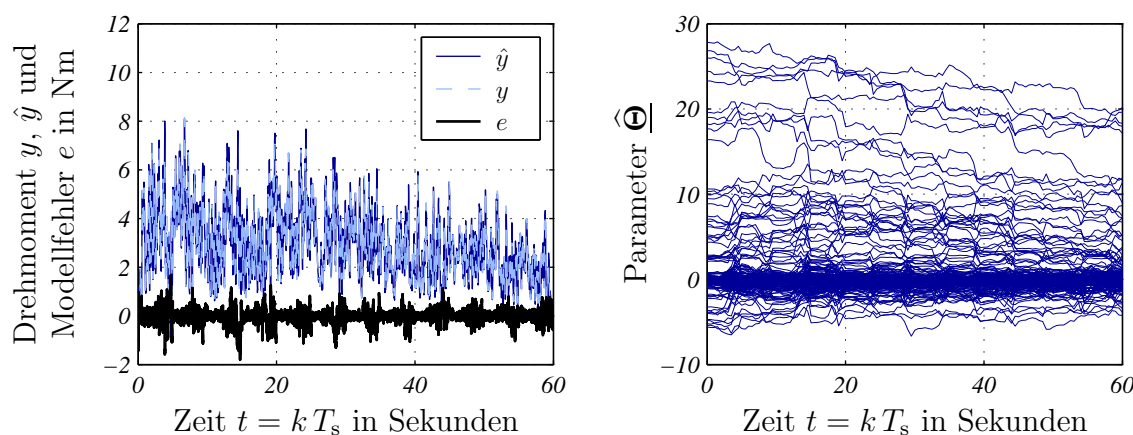 Drehmoment y, ŷ und
Modellfehler e in Nm
12
10
8
6
4
2
0
−2
ŷ
y
e
0
20
40
60
Zeit t = k Tₛ in Sekunden
Parameter Θ̲̂
30
20
10
0
−10
0
20
40
60
Zeit t = k Tₛ in Sekunden